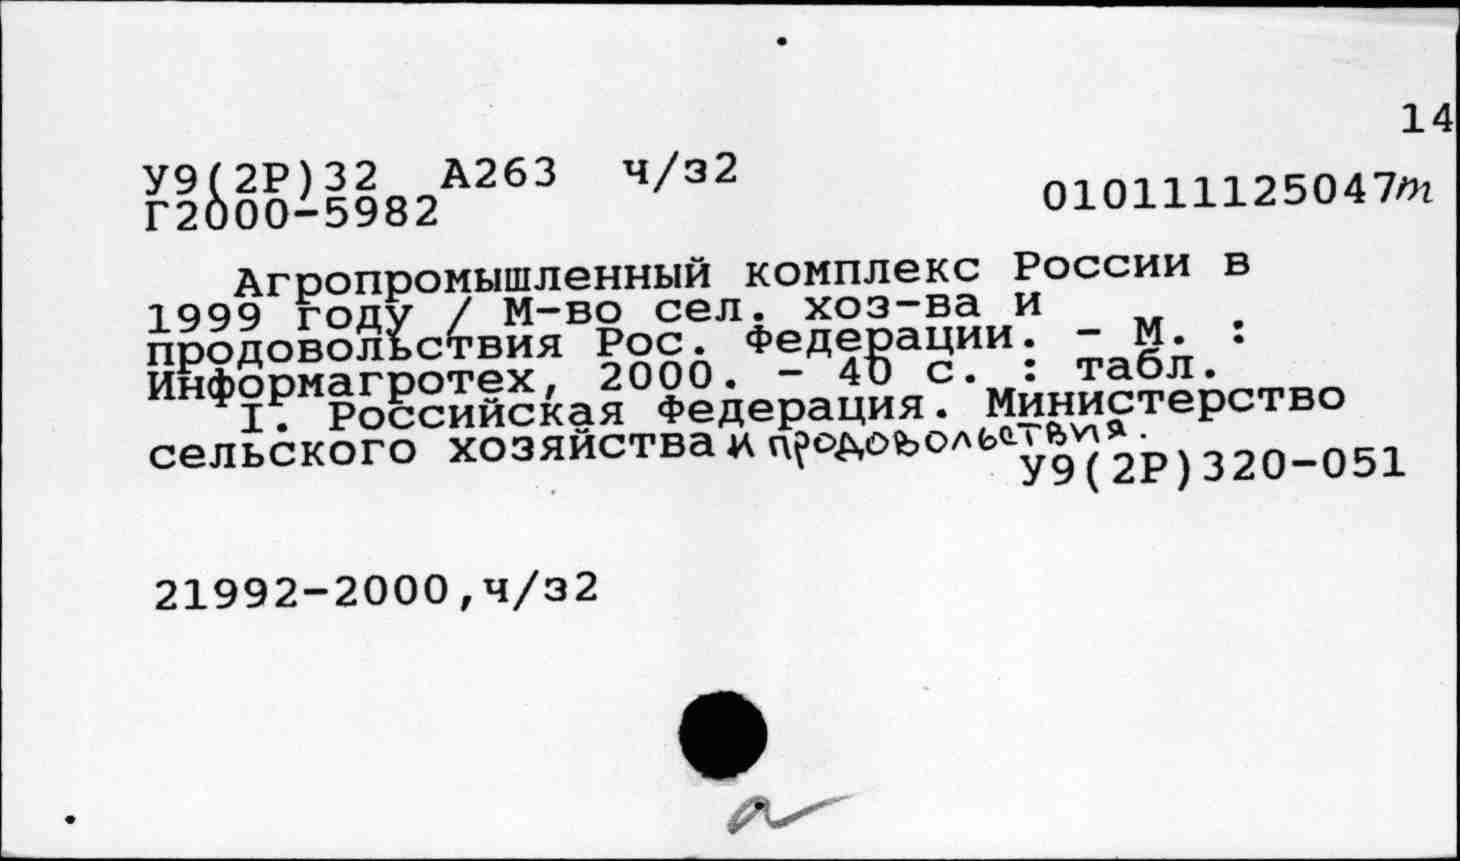 14
У9(2Р)32 А263 ч/з2
010111125047m
Г2000-5982
Агропромышленный комплекс России в
1999 году / М-во сел. хоз-ва и
продовольствия Рос. Федерации. - М. :
Информагротех, 2000. - 40 с. : табл.
I. Российская Федерация. Министерство
сельского хозяйства и продовольствия.
У9(2Р)320-051
21992-2000,ч/з2